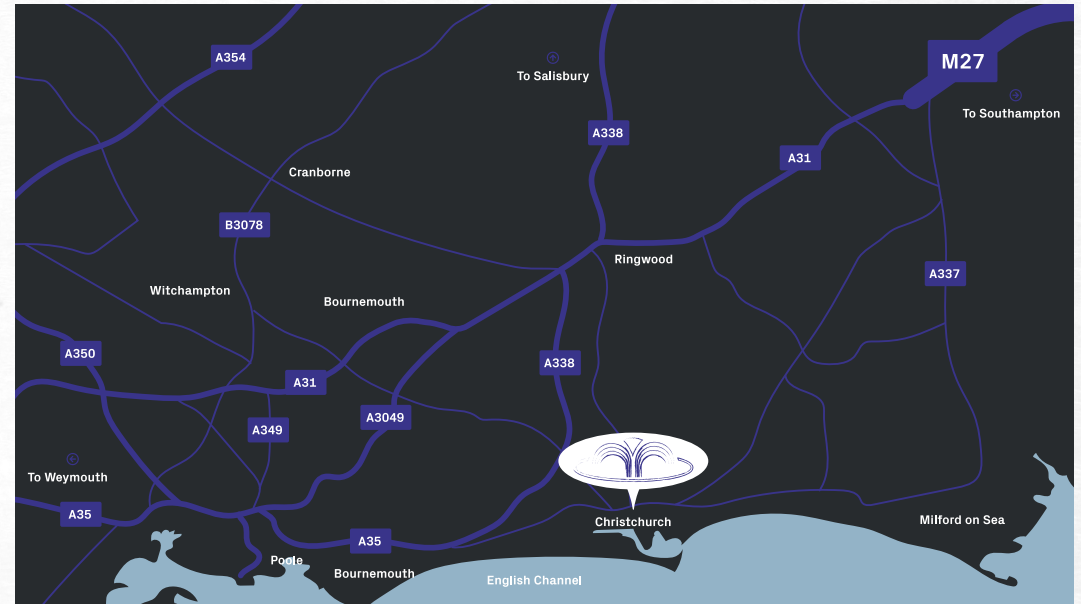 A354
To Salisbury
M27
To Southampton
A338
A31
Cranborne
B3078
Ringwood
A337
Witchampton
Bournemouth
A350
A338
A31
A3049
A349
To Weymouth
A35
Christchurch
Milford on Sea
A35
Poole
Bournemouth
English Channel